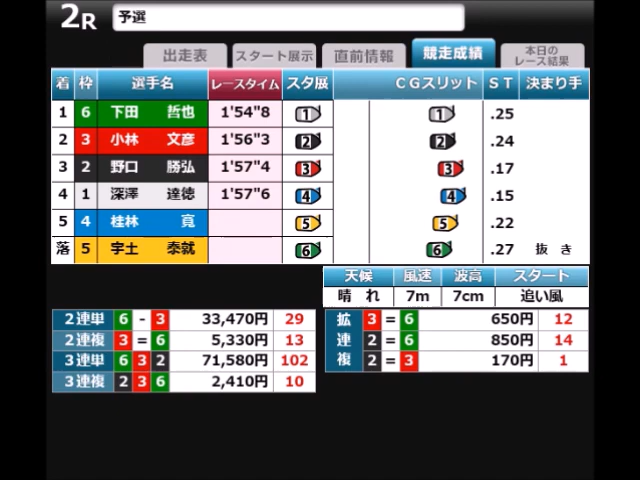 2R 予選
出走表 スタート展示 直前情報 競走成績 本日のレース結果
着 枠 選手名 レースタイム スタ展 CGスリット ST 決まり手
1 6 下田 哲也 1'54"8 1 1 .25
2 3 小林 文彦 1'56"3 2 2 .24
3 2 野口 勝弘 1'57"4 3 3 .17
4 1 深澤 達徳 1'57"6 4 4 .15
5 4 桂林 寛 5 5 .22
落 5 宇土 泰就 6 6 .27 抜き
天候 風速 波高 スタート
晴れ 7m 7cm 追い風
2連単 6 - 3 33,470円 29
2連複 3 = 6 5,330円 13
3連単 6 3 2 71,580円 102
3連複 2 3 6 2,410円 10
拡 3 = 6 650円 12
連 2 = 6 850円 14
複 2 = 3 170円 1